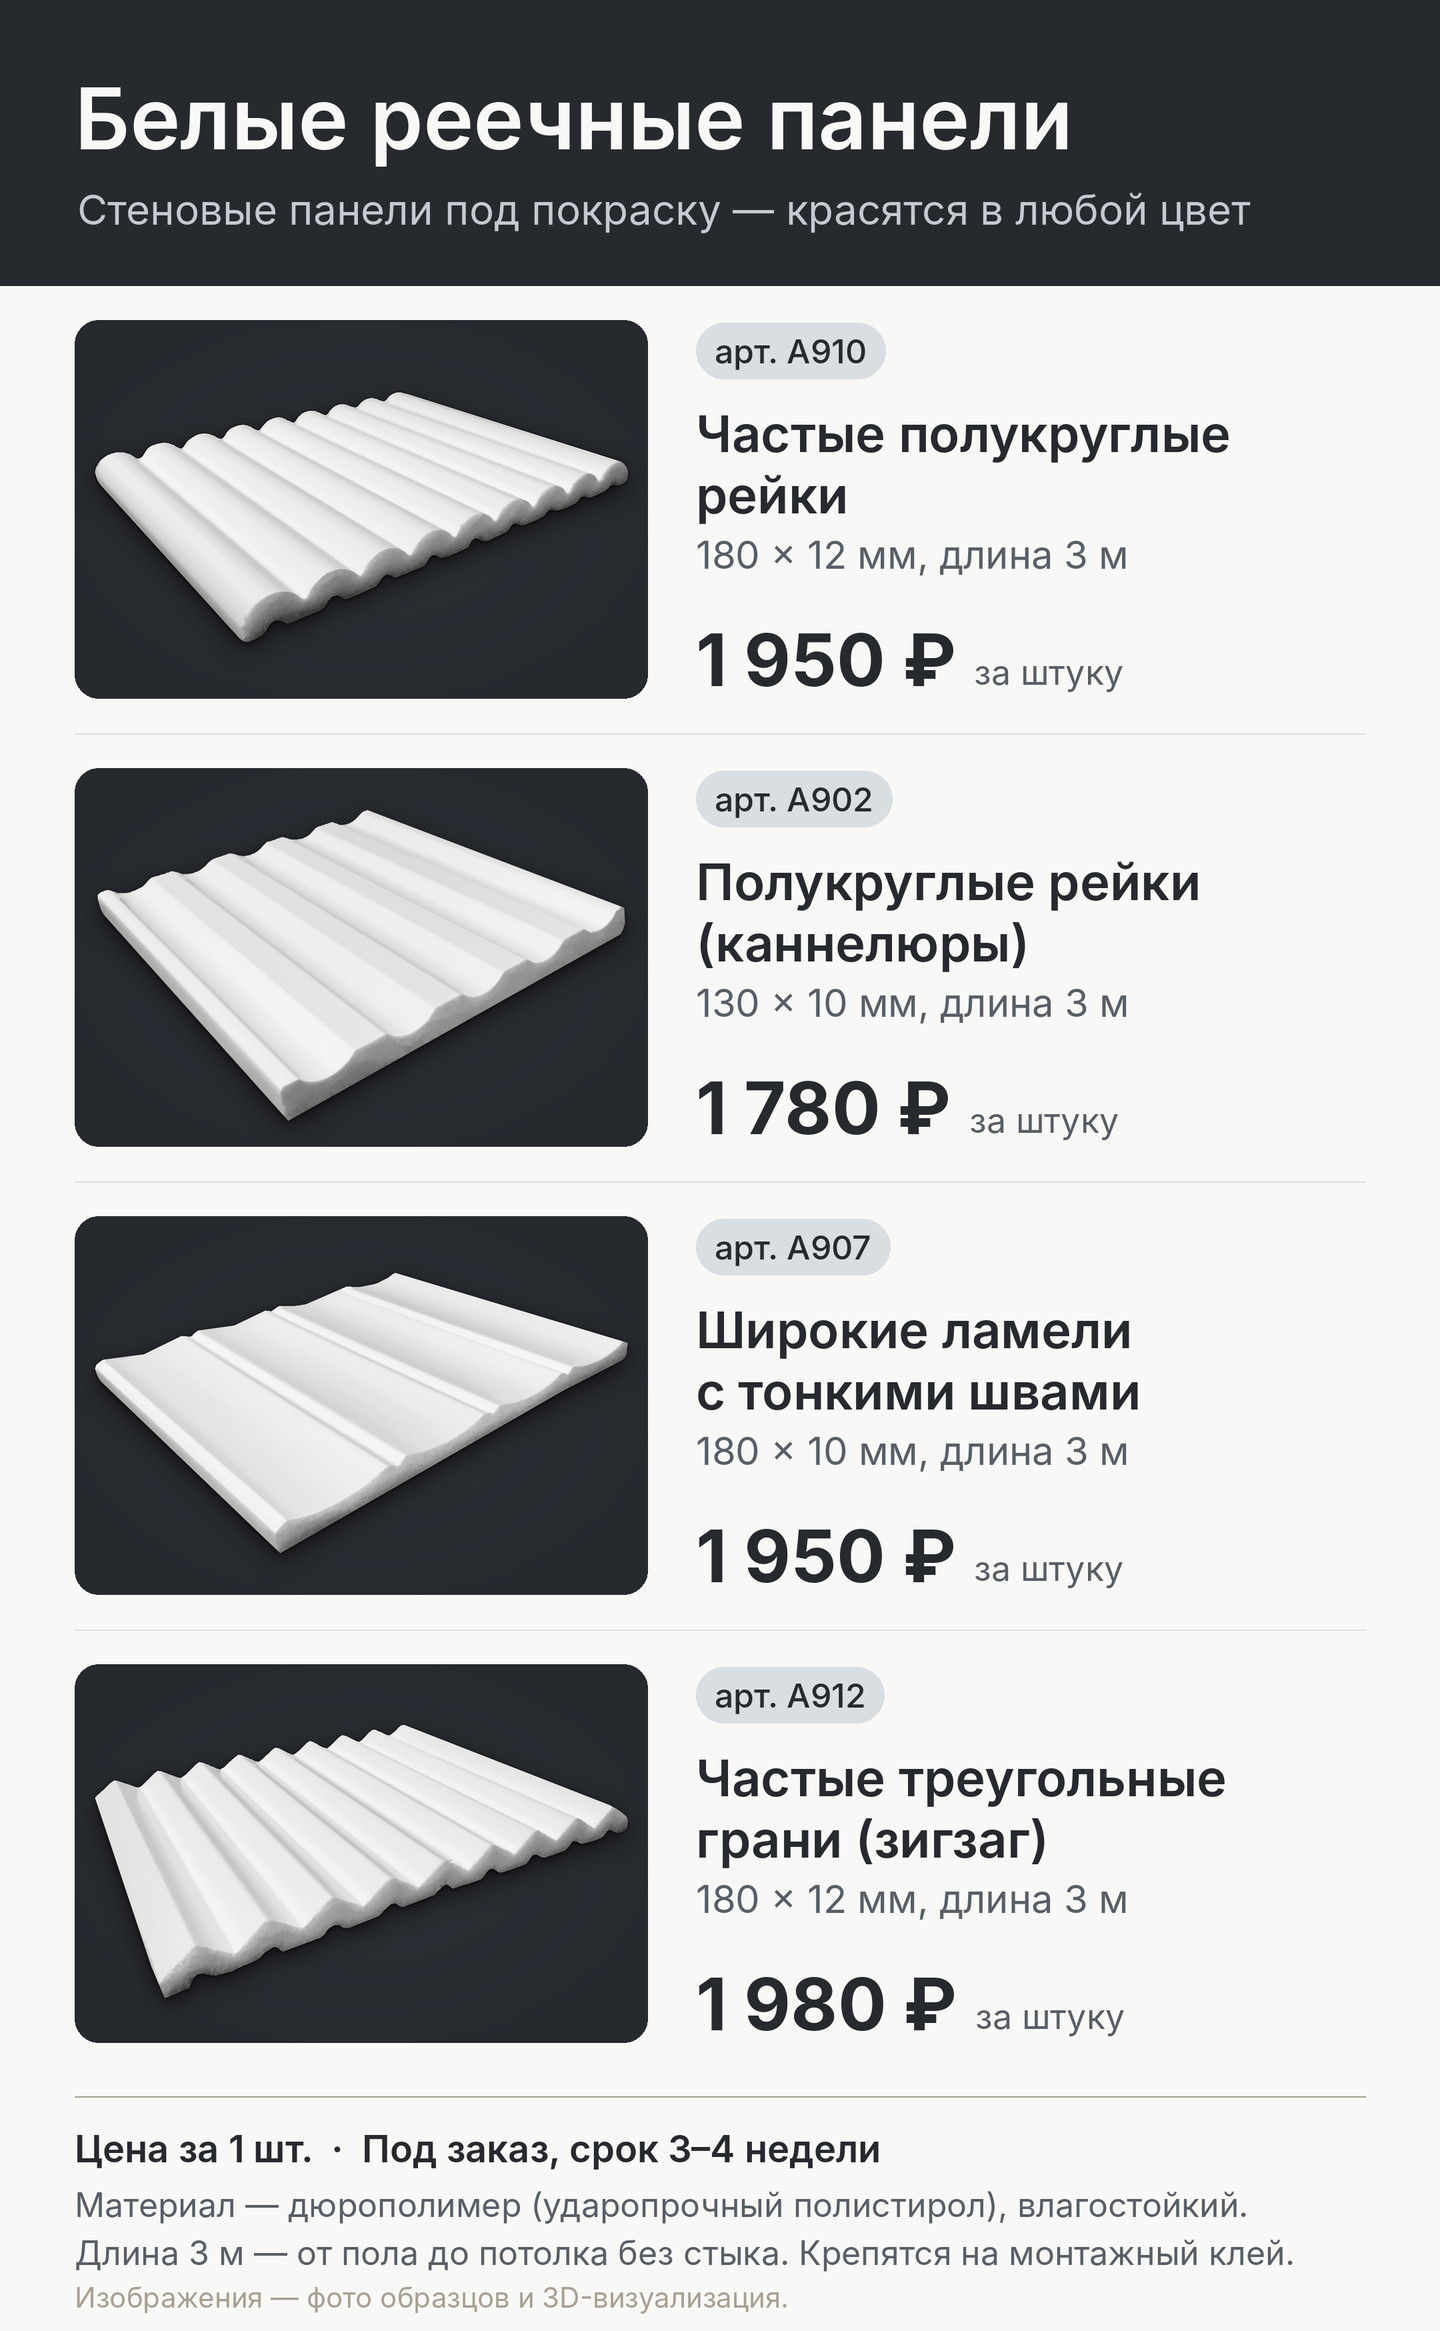 Белые реечные панели
Стеновые панели под покраску — красятся в любой цвет
арт. A910
Частые полукруглые
рейки
180 × 12 мм, длина 3 м
1 950 ₽ за штуку
арт. A902
Полукруглые рейки
(каннелюры)
130 × 10 мм, длина 3 м
1 780 ₽ за штуку
арт. A907
Широкие ламели
с тонкими швами
180 × 10 мм, длина 3 м
1 950 ₽ за штуку
арт. A912
Частые треугольные
грани (зигзаг)
180 × 12 мм, длина 3 м
1 980 ₽ за штуку
Цена за 1 шт. · Под заказ, срок 3–4 недели
Материал — дюрополимер (ударопрочный полистирол), влагостойкий.
Длина 3 м — от пола до потолка без стыка. Крепятся на монтажный клей.
Изображения — фото образцов и 3D-визуализация.